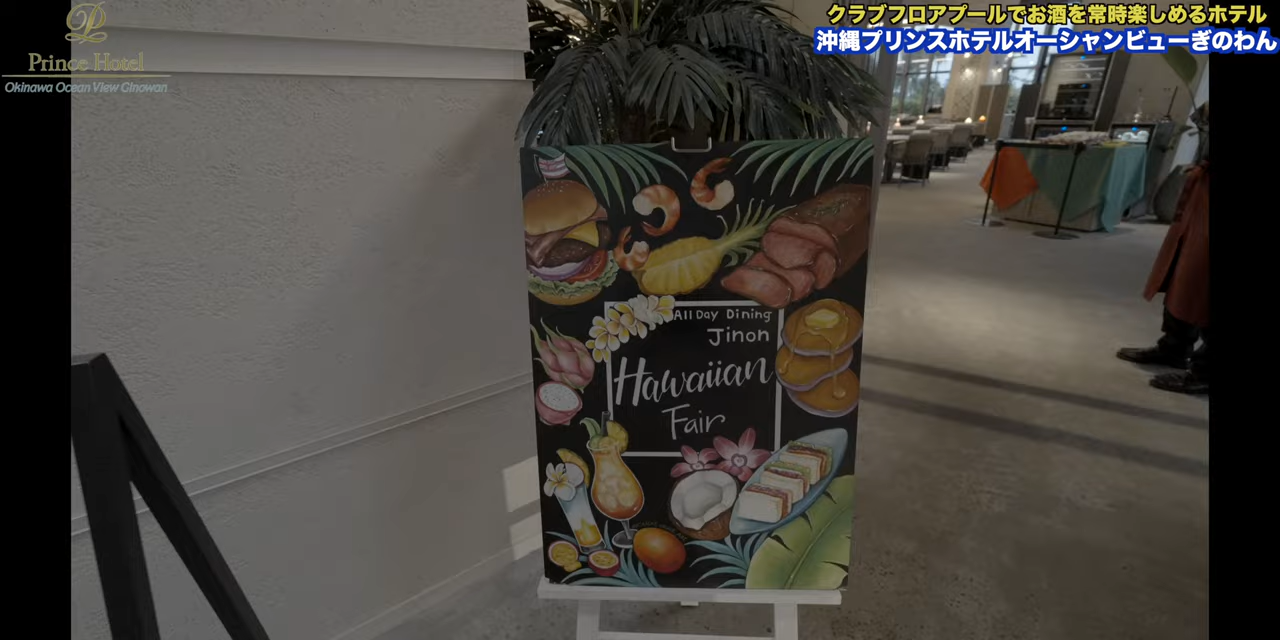 Prince Hotel
Okinawa Ocean View Ginowan
クラブフロアプールでお酒を常時楽しめるホテル
沖縄プリンスホテルオーシャンビューぎのわん
All Day Dining
Jinon
Hawaiian
Fair